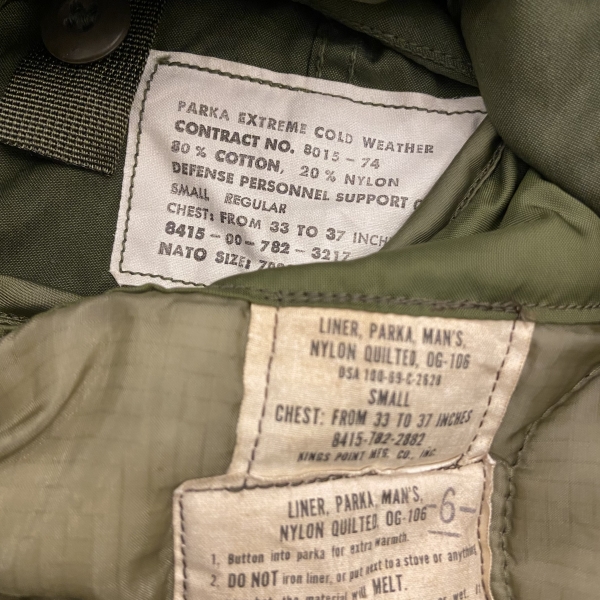 PARKA EXTREME COLD WEATHER
CONTRACT NO. 8015-74
80 % COTTON, 20 % NYLON
DEFENSE PERSONNEL SUPPORT
SMALL REGULAR
CHEST: FROM 33 TO 37 INCH
8415-00-782-3217
NATO SIZE:
LINER, PARKA, MAN'S,
NYLON QUILTED, OG-106
DSA 100-69-C-2628
SMALL
CHEST: FROM 33 TO 37 INCHES
8415-782-2882
KINGS POINT MFG. CO., INC.
LINER, PARKA, MAN'S,
NYLON QUILTED, OG-106 -6-
1. Button into parka for extra warmth.
2. DO NOT iron liner, or put next to a stove or anything
the material will MELT.
or wet. It